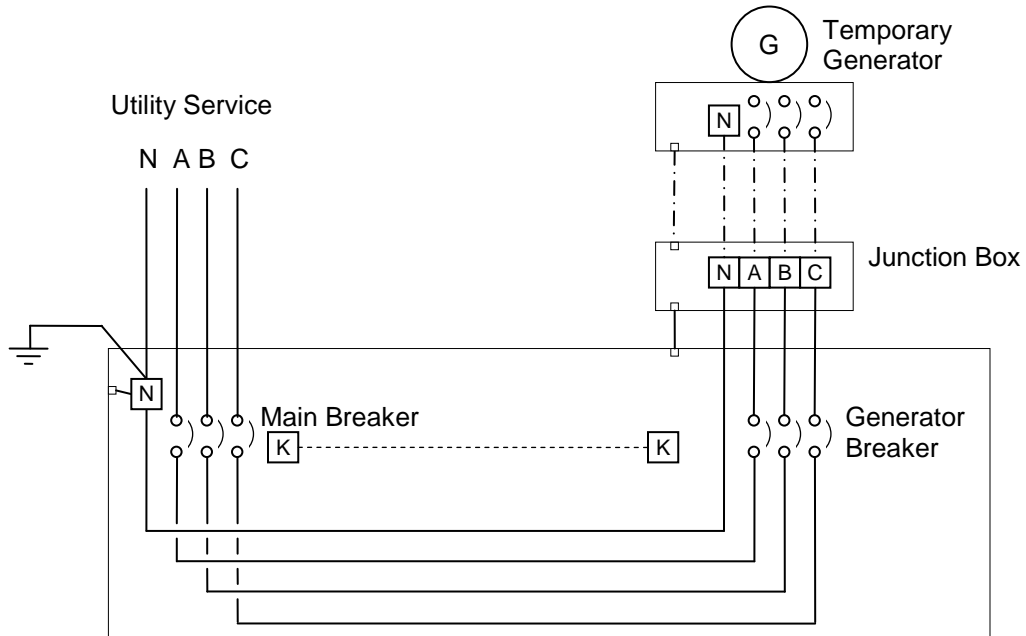 G
Temporary
Generator
N
Utility Service
N A B C
Junction Box
N A B C
N
Main Breaker
K
K
Generator
Breaker